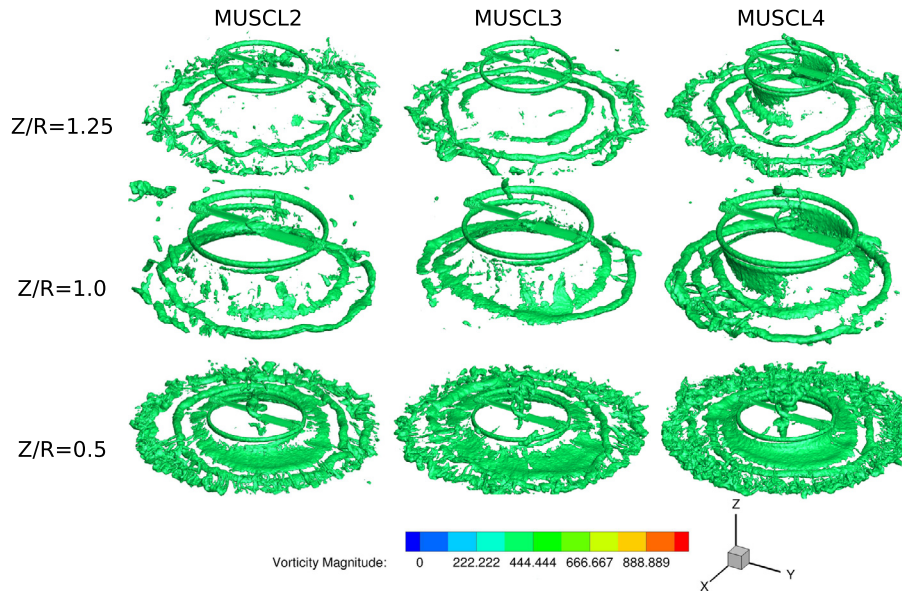 MUSCL2 MUSCL3 MUSCL4
Z/R=1.25
Z/R=1.0
Z/R=0.5
Z
Y
X
Vorticity Magnitude: 0 222.222 444.444 666.667 888.889